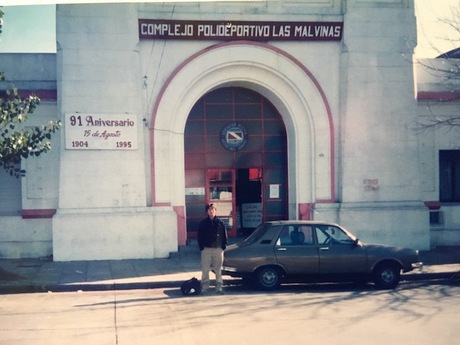 COMPLEJO POLIDEPORTIVO LAS MALVINAS
91 Aniversario
15 de Agosto
1904 1995